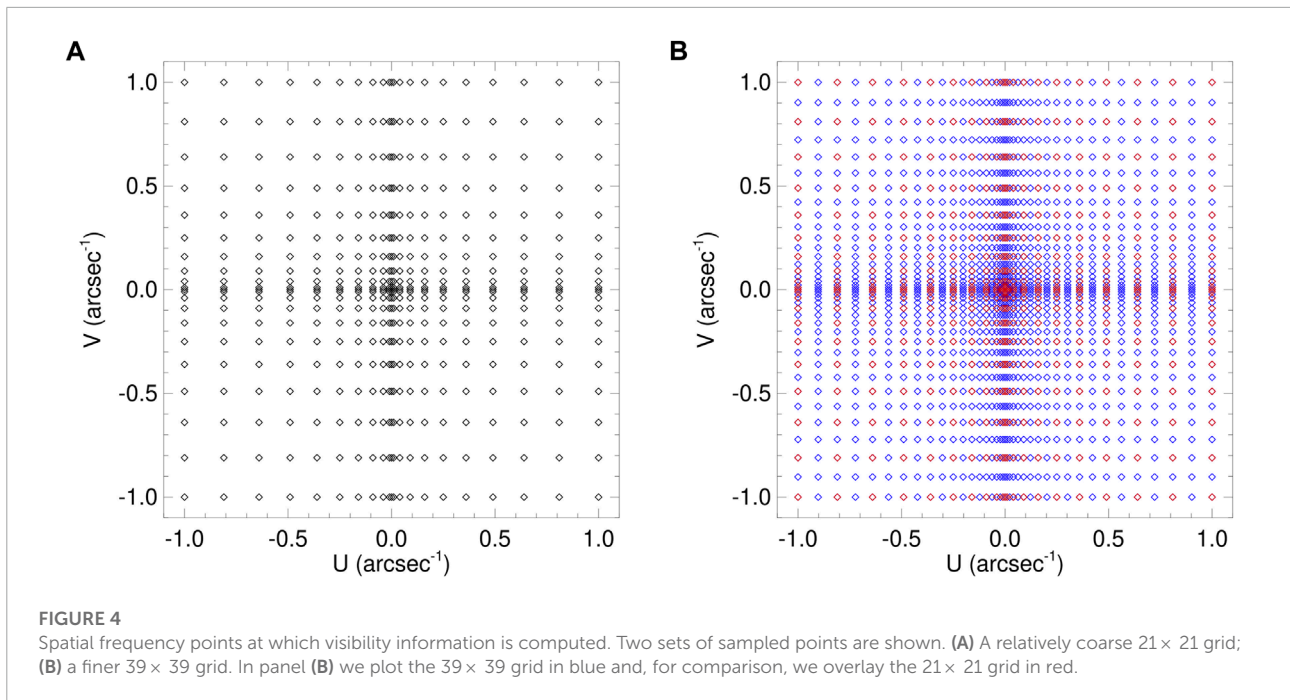 A
B
1.0
0.5
0.0
-0.5
-1.0
V (arcsec⁻¹)
-1.0
-0.5
0.0
0.5
1.0
U (arcsec⁻¹)
1.0
0.5
0.0
-0.5
-1.0
V (arcsec⁻¹)
-1.0
-0.5
0.0
0.5
1.0
U (arcsec⁻¹)
FIGURE 4
Spatial frequency points at which visibility information is computed. Two sets of sampled points are shown. (A) A relatively coarse 21 × 21 grid;
(B) a finer 39 × 39 grid. In panel (B) we plot the 39 × 39 grid in blue and, for comparison, we overlay the 21 × 21 grid in red.